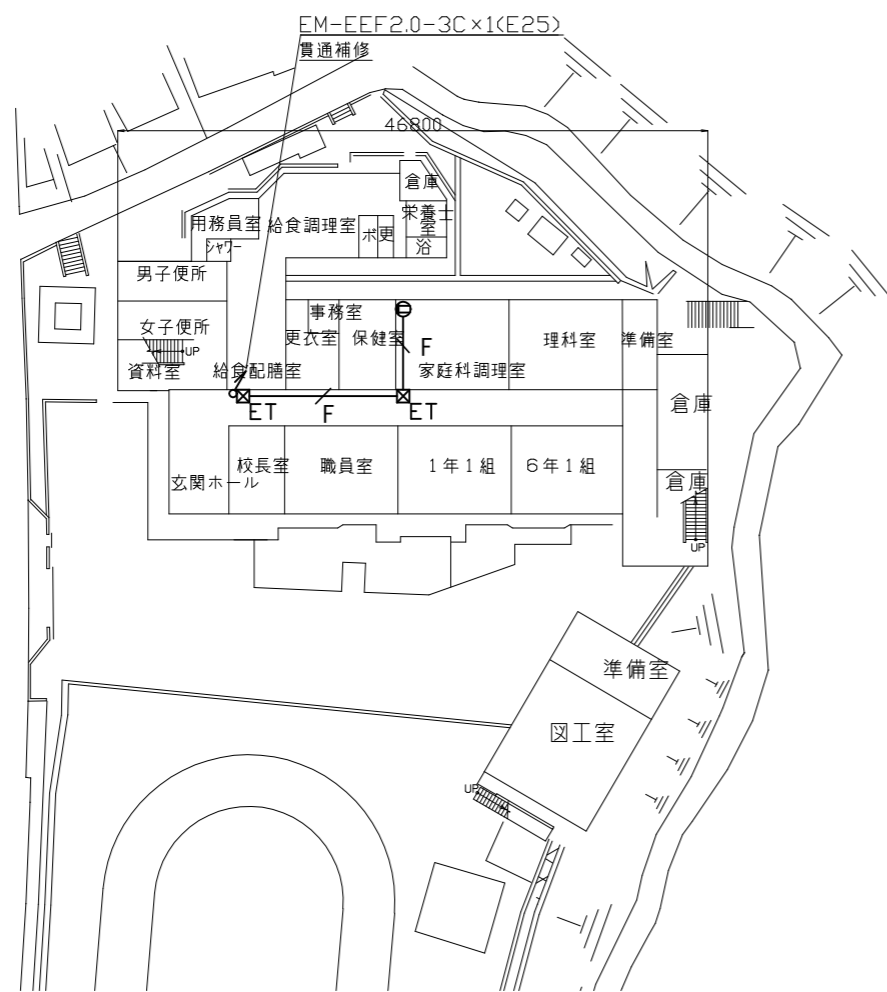 EM-EEF2.0-3C×1(E25)
貫通補修
46800
倉庫
用務員室
給食調理室
栄養士室
ボ
更
シャワー
浴
男子便所
事務室
女子便所
更衣室
保健室
F
理科室
準備室
UP
資料室
給食配膳室
家庭科調理室
ET
F
ET
倉庫
校長室
職員室
1年1組
6年1組
玄関ホール
倉庫
UP
準備室
図工室
UP